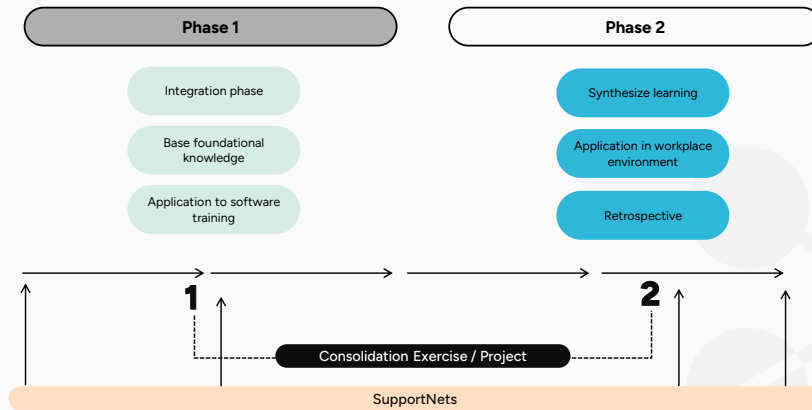 Phase 1
Phase 2
Integration phase
Synthesize learning
Base foundational
knowledge
Application in workplace
environment
Application to software
training
Retrospective
1
2
Consolidation Exercise / Project
SupportNets